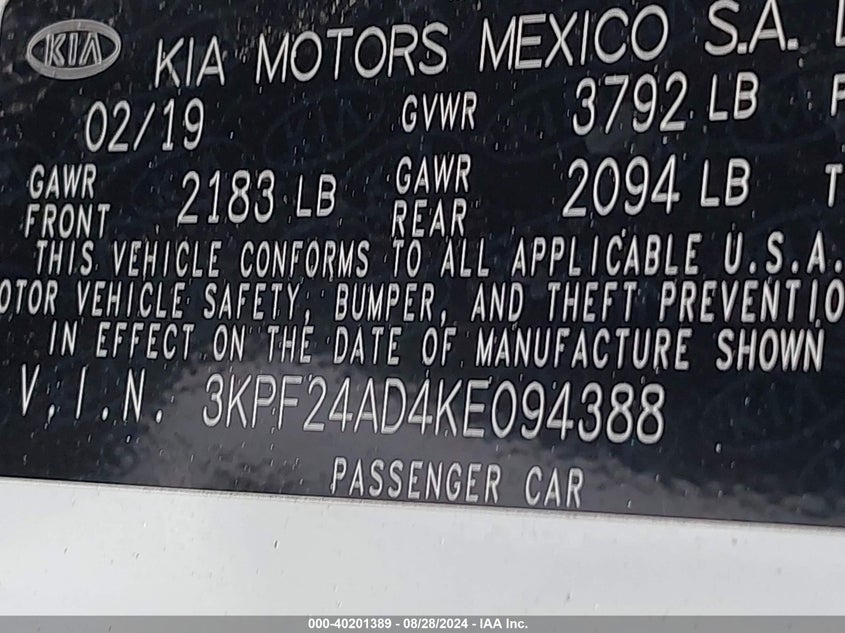 KIA KIA MOTORS MEXICO S.A.
02/19 GVWR 3792 LB
GAWR FRONT 2183 LB GAWR REAR 2094 LB T
THIS VEHICLE CONFORMS TO ALL APPLICABLE U.S.A.
OTOR VEHICLE SAFETY, BUMPER, AND THEFT PREVENTIO
IN EFFECT ON THE DATE OF MANUFACTURE SHOWN
V.I.N. 3KPF24AD4KE094388
PASSENGER CAR
000-40201389 - 08/28/2024 - IAA Inc.